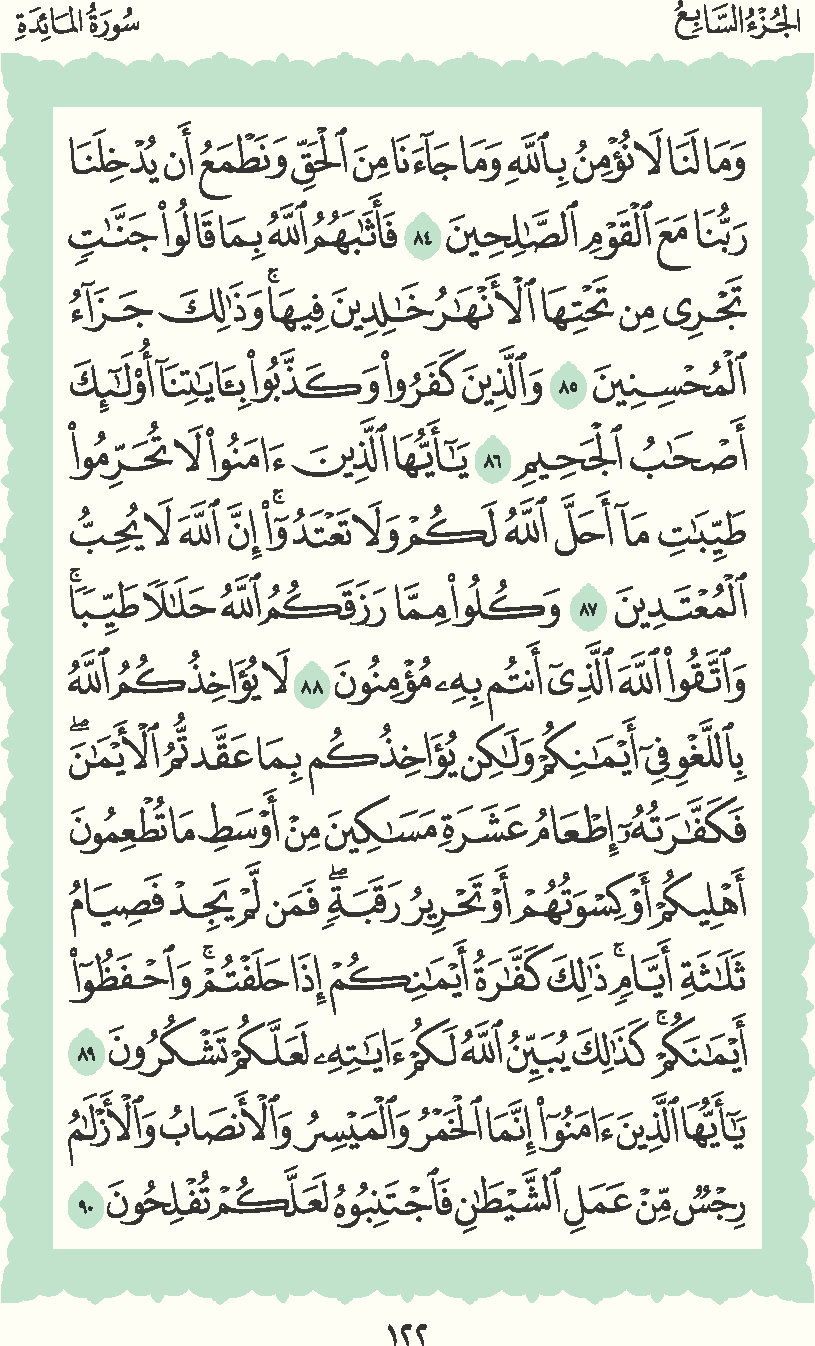 الجُزْءُ السَّابِعُ
سُورَةُ المَائِدَةِ
وَمَا لَنَا لَا نُؤْمِنُ بِٱللَّهِ وَمَا جَآءَنَا مِنَ ٱلْحَقِّ وَنَطْمَعُ أَن يُدْخِلَنَا
رَبُّنَا مَعَ ٱلْقَوْمِ ٱلصَّـٰلِحِينَ ٨٤ فَأَثَـٰبَهُمُ ٱللَّهُ بِمَا قَالُوا۟ جَنَّـٰتٍ
تَجْرِى مِن تَحْتِهَا ٱلْأَنْهَـٰرُ خَـٰلِدِينَ فِيهَا ۚ وَذَٰلِكَ جَزَآءُ
ٱلْمُحْسِنِينَ ٨٥ وَٱلَّذِينَ كَفَرُوا۟ وَكَذَّبُوا۟ بِـَٔايَـٰتِنَآ أُو۟لَـٰٓئِكَ
أَصْحَـٰبُ ٱلْجَحِيمِ ٨٦ يَـٰٓأَيُّهَا ٱلَّذِينَ ءَامَنُوا۟ لَا تُحَرِّمُوا۟
طَيِّبَـٰتِ مَآ أَحَلَّ ٱللَّهُ لَكُمْ وَلَا تَعْتَدُوٓا۟ ۚ إِنَّ ٱللَّهَ لَا يُحِبُّ
ٱلْمُعْتَدِينَ ٨٧ وَكُلُوا۟ مِمَّا رَزَقَكُمُ ٱللَّهُ حَلَـٰلًا طَيِّبًا ۚ
وَٱتَّقُوا۟ ٱللَّهَ ٱلَّذِىٓ أَنتُم بِهِۦ مُؤْمِنُونَ ٨٨ لَا يُؤَاخِذُكُمُ ٱللَّهُ
بِٱللَّغْوِ فِىٓ أَيْمَـٰنِكُمْ وَلَـٰكِن يُؤَاخِذُكُم بِمَا عَقَّدتُّمُ ٱلْأَيْمَـٰنَ ۖ
فَكَفَّـٰرَتُهُۥٓ إِطْعَامُ عَشَرَةِ مَسَـٰكِينَ مِنْ أَوْسَطِ مَا تُطْعِمُونَ
أَهْلِيكُمْ أَوْ كِسْوَتُهُمْ أَوْ تَحْرِيرُ رَقَبَةٍ ۖ فَمَن لَّمْ يَجِدْ فَصِيَامُ
ثَلَـٰثَةِ أَيَّامٍ ۚ ذَٰلِكَ كَفَّـٰرَةُ أَيْمَـٰنِكُمْ إِذَا حَلَفْتُمْ ۚ وَٱحْفَظُوٓا۟
أَيْمَـٰنَكُمْ ۚ كَذَٰلِكَ يُبَيِّنُ ٱللَّهُ لَكُمْ ءَايَـٰتِهِۦ لَعَلَّكُمْ تَشْكُرُونَ ٨٩
يَـٰٓأَيُّهَا ٱلَّذِينَ ءَامَنُوٓا۟ إِنَّمَا ٱلْخَمْرُ وَٱلْمَيْسِرُ وَٱلْأَنصَابُ وَٱلْأَزْلَـٰمُ
رِجْسٌ مِّنْ عَمَلِ ٱلشَّيْطَـٰنِ فَٱجْتَنِبُوهُ لَعَلَّكُمْ تُفْلِحُونَ ٩٠
١٢٢